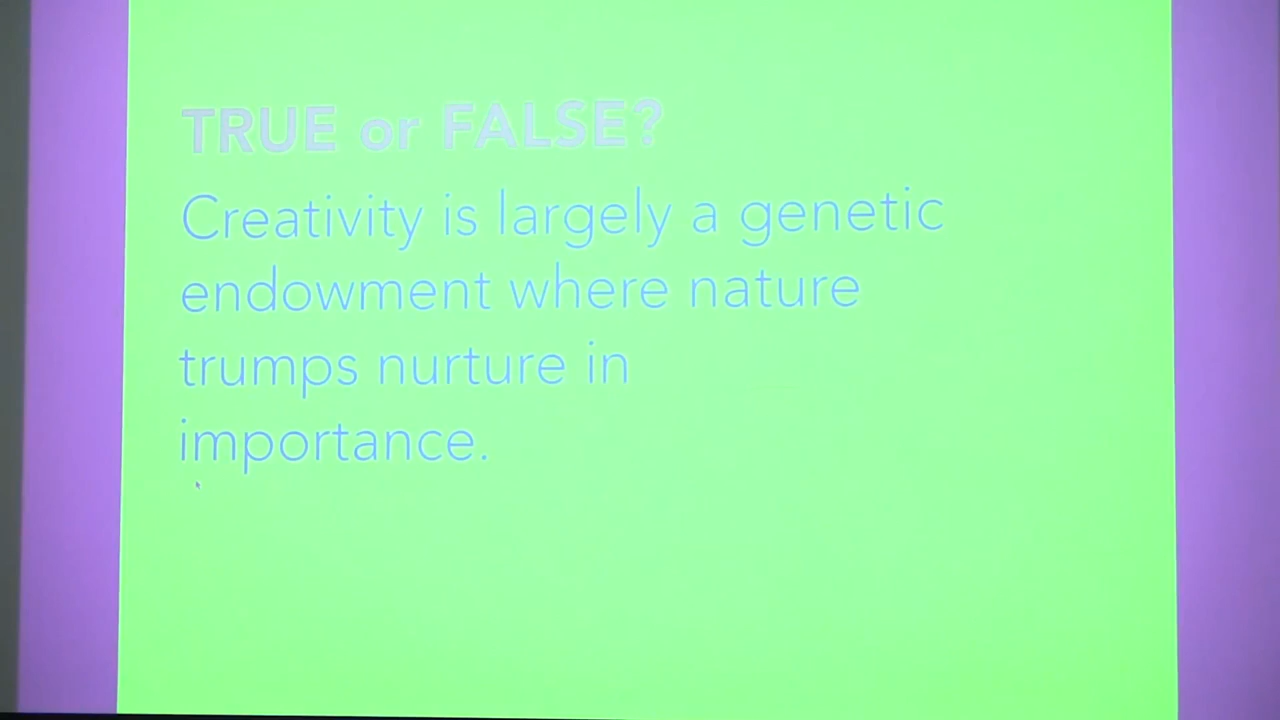 TRUE or FALSE?
Creativity is largely a genetic
endowment where nature
trumps nurture in
importance.